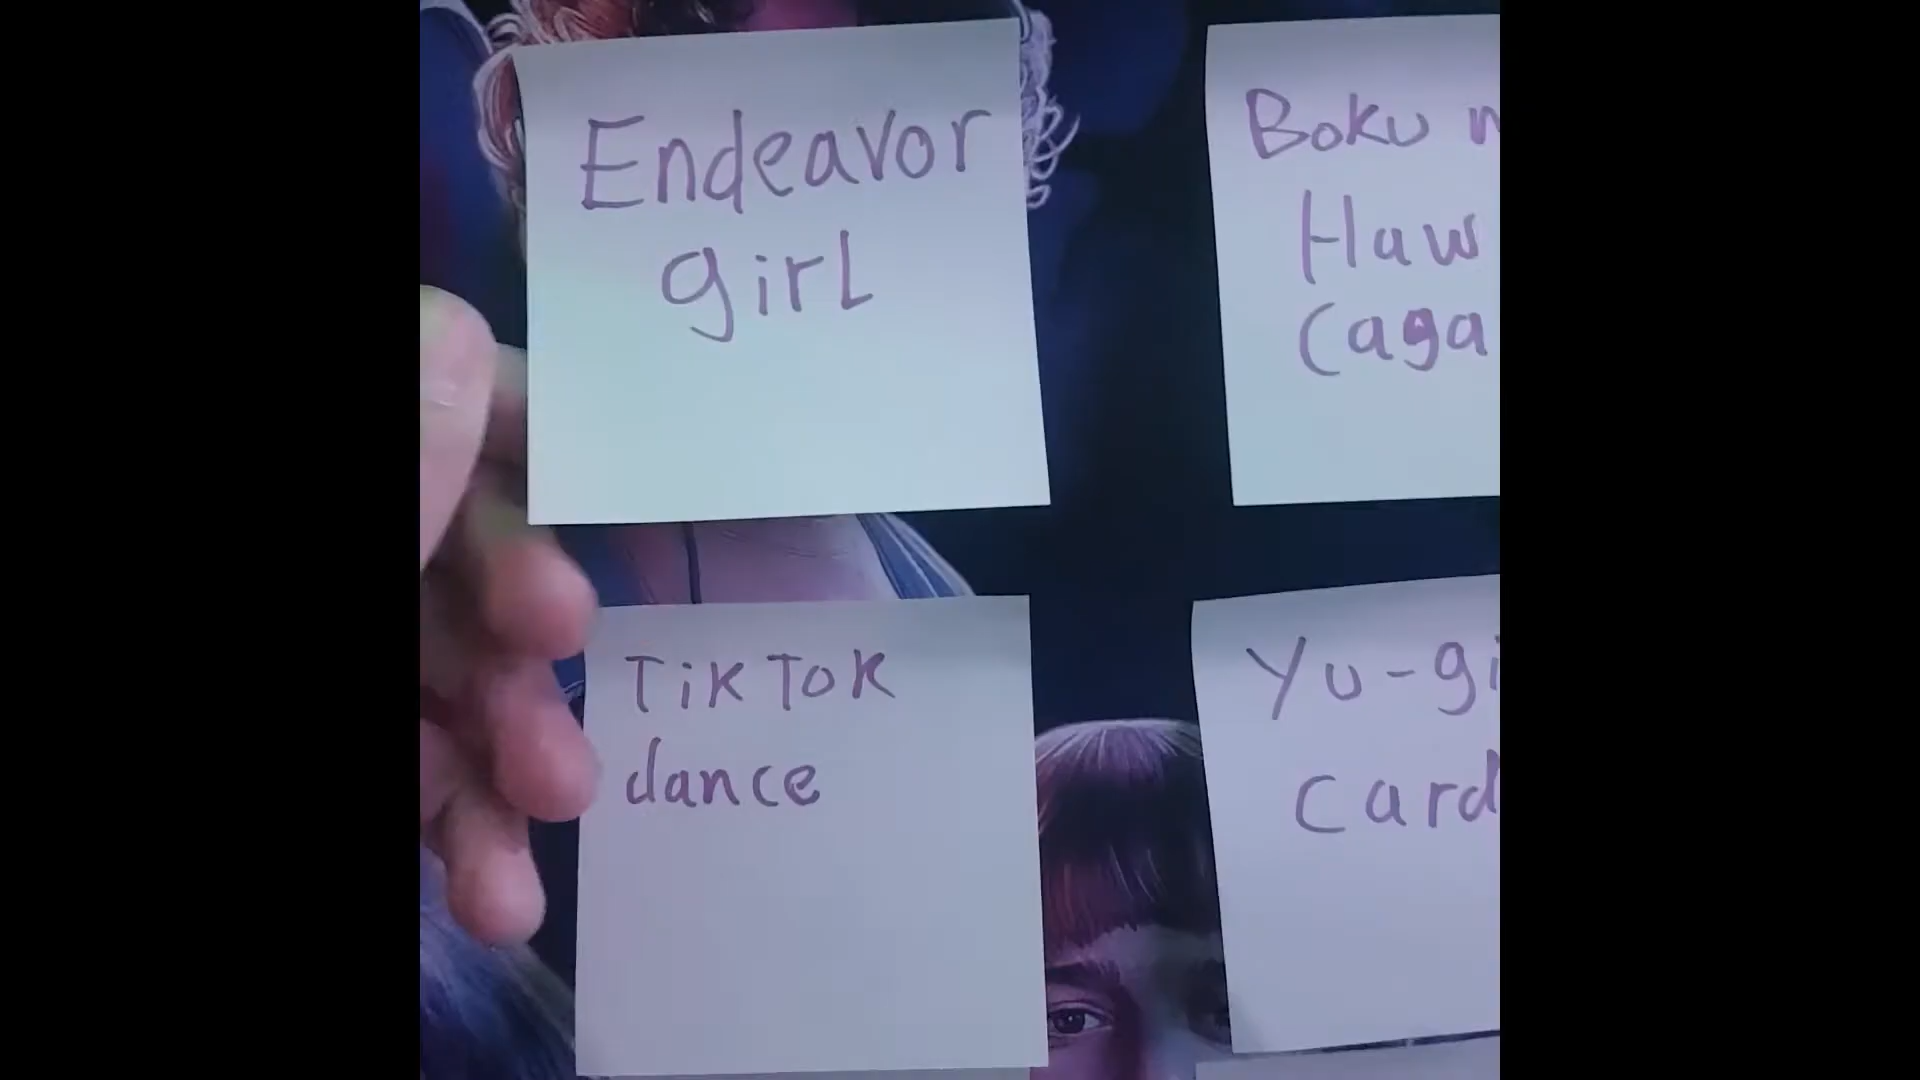 Endeavor
girl
Boku
Haw
(aga
TikTok
dance
Yu-gi
card